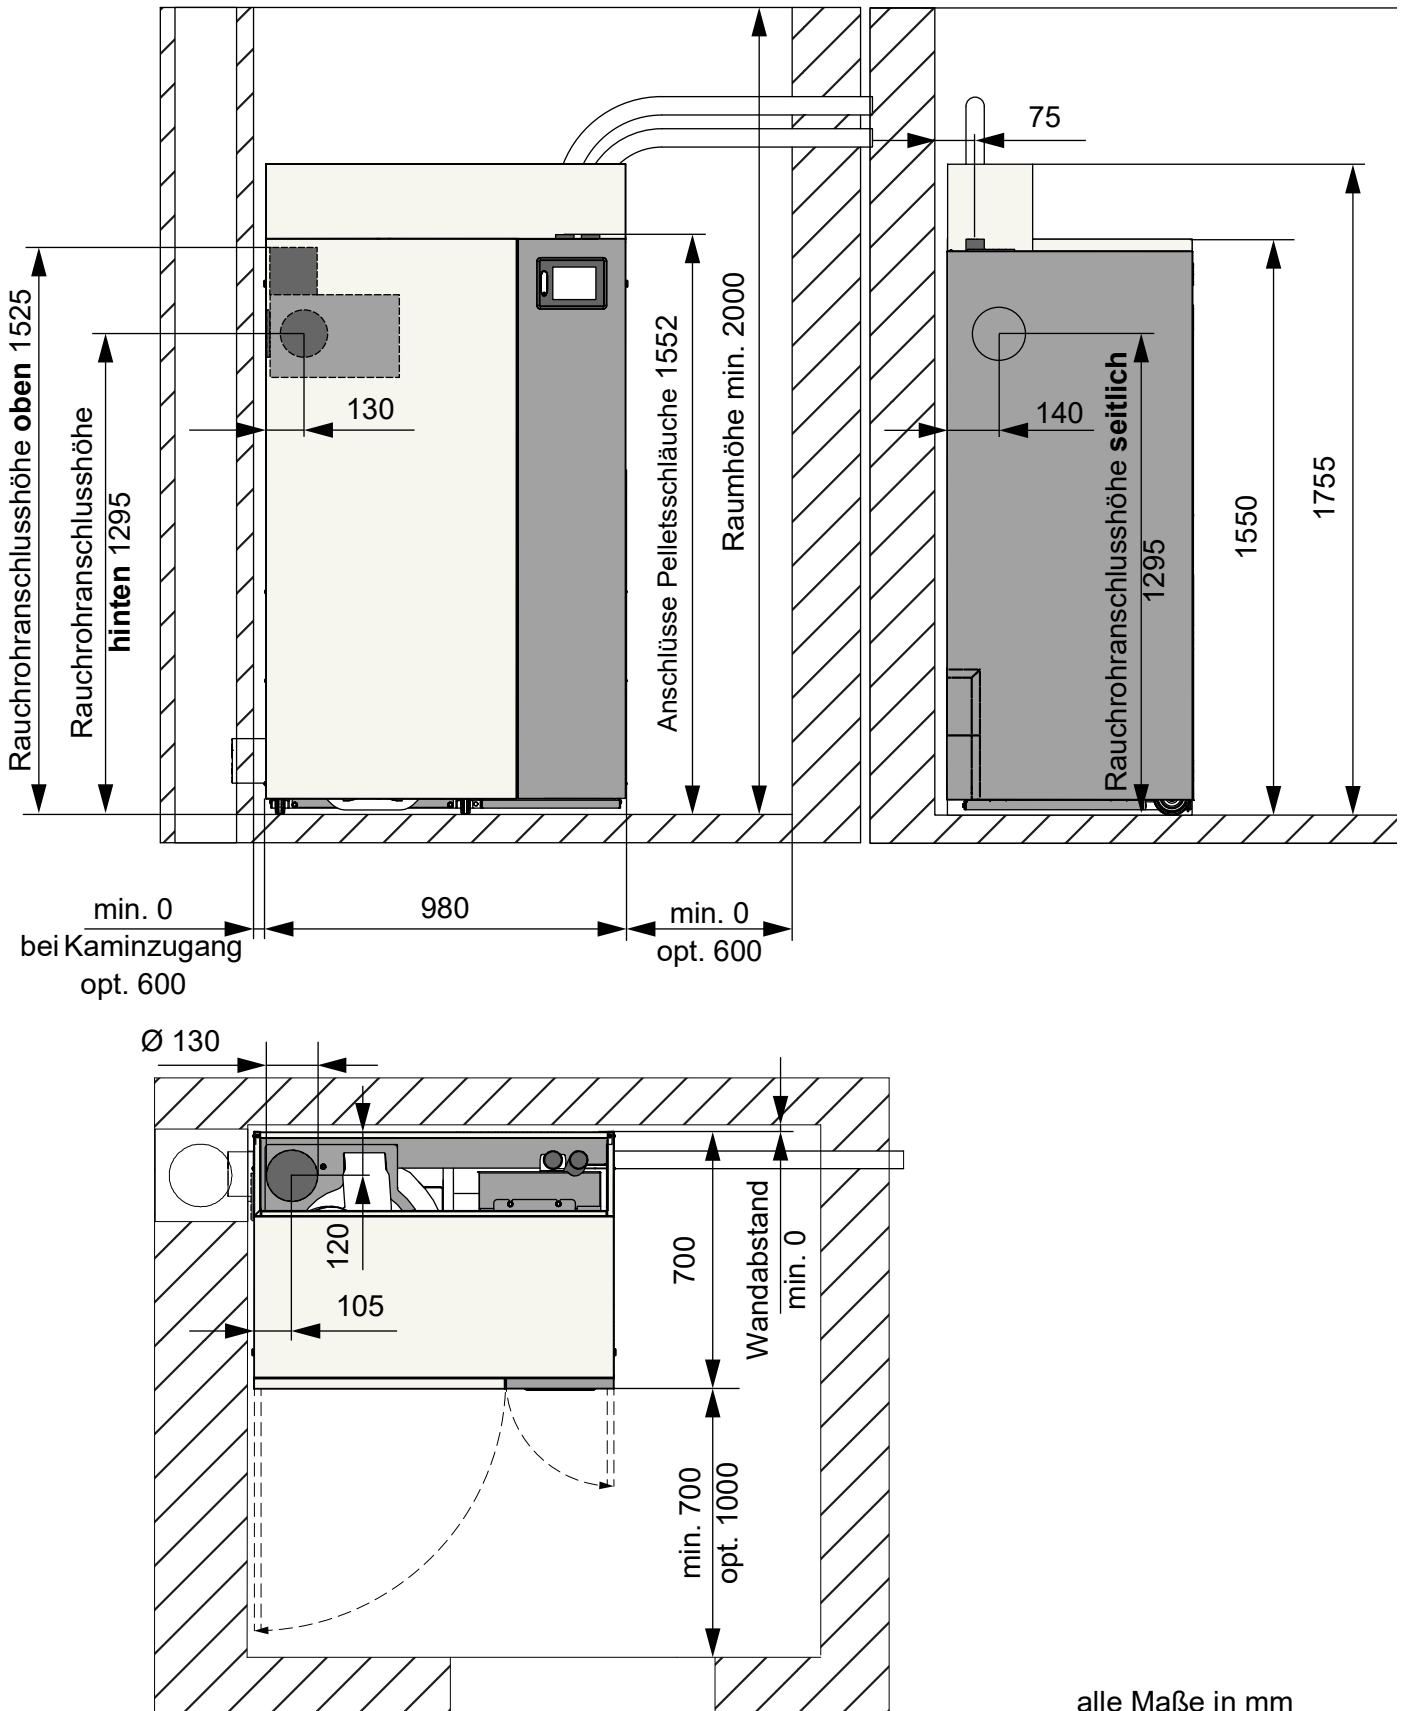 75
Rauchrohranschlusshöhe oben 1525
Rauchrohranschlusshöhe
hinten 1295
130
Anschlüsse Pelletsschläuche 1552
Raumhöhe min. 2000
140
Rauchrohranschlusshöhe seitlich
1295
1550
1755
min. 0
bei Kaminzugang
opt. 600
980
min. 0
opt. 600
Ø 130
120
105
700
Wandabstand
min. 0
min. 700
opt. 1000
alle Maße in mm